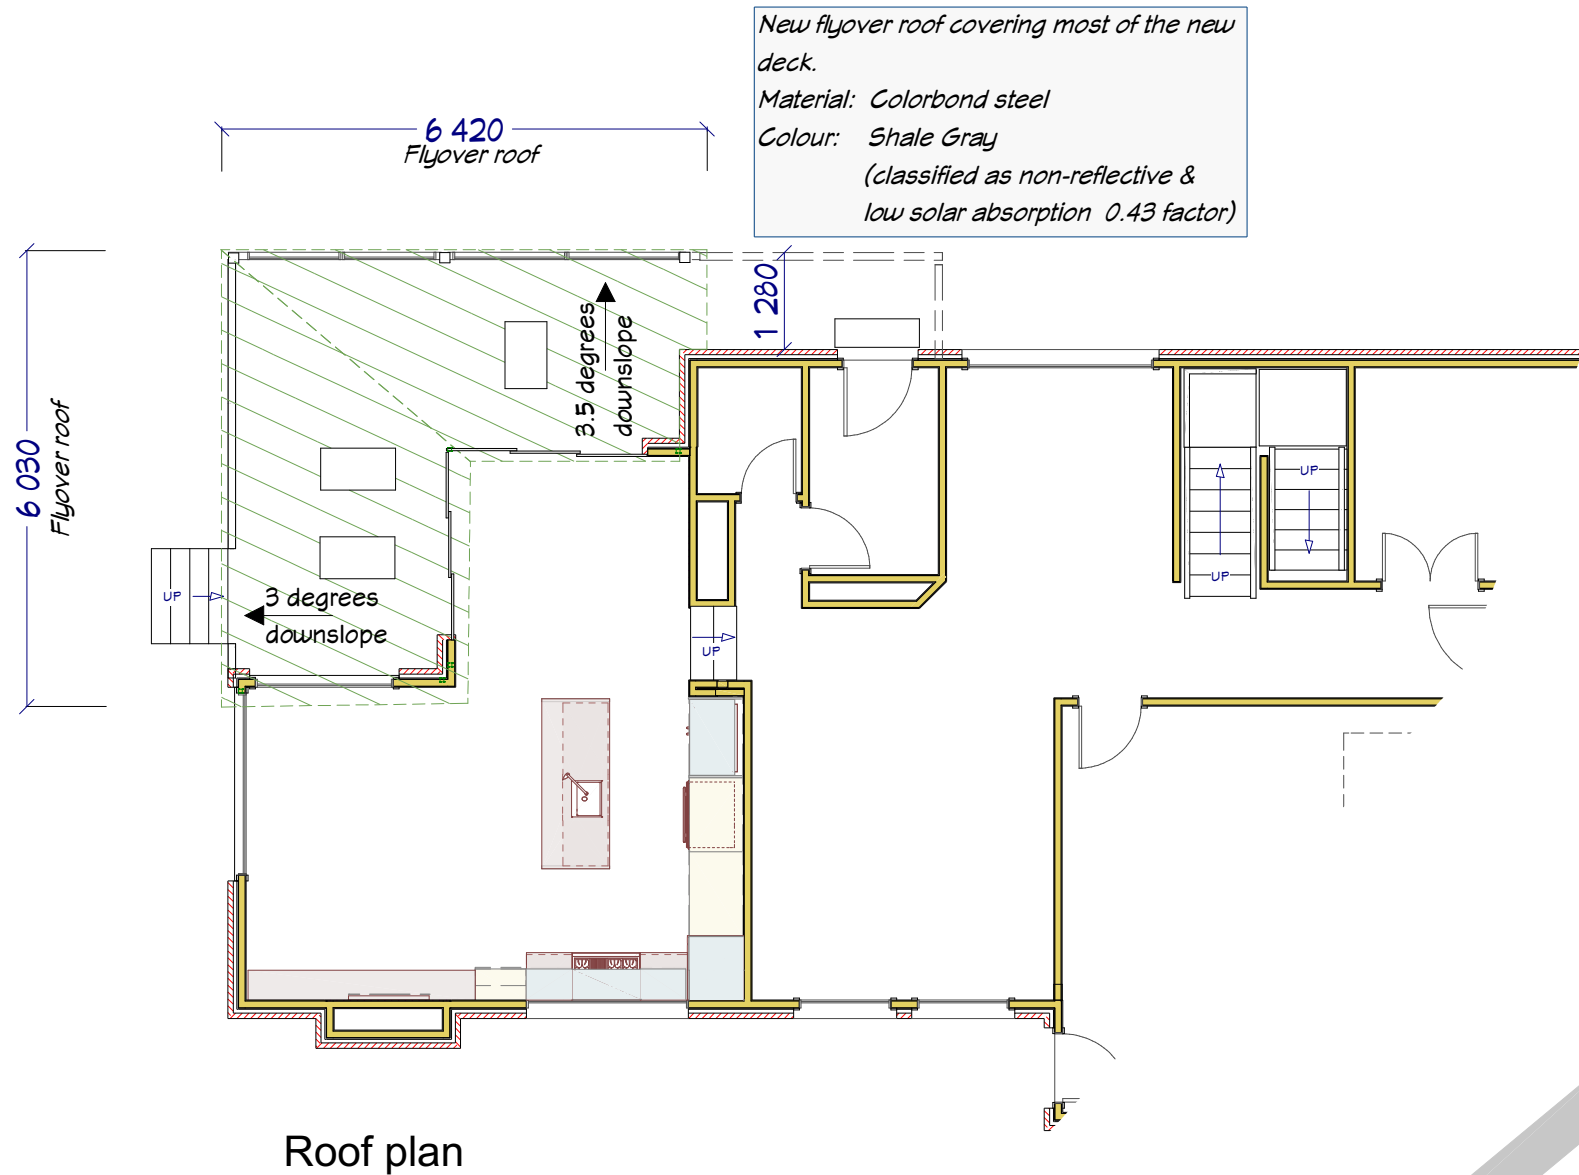 New flyover roof covering most of the new
deck.
Material: Colorbond steel
Colour: Shale Gray
(classified as non-reflective &
low solar absorption 0.43 factor)
6 420
Flyover roof
6 030
Flyover roof
1 280
3.5 degrees
downslope
3 degrees
downslope
UP
UP
UP
UP
Roof plan